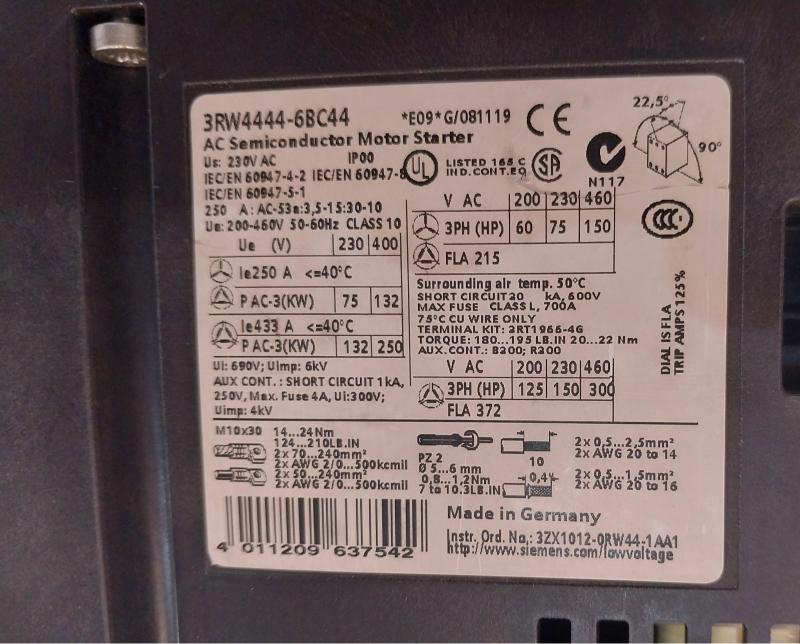 3RW4444-6BC44 *E09*G/081119 CE
AC Semiconductor Motor Starter
Us: 230V AC IP00
IEC/EN 60947-4-2 IEC/EN 60947-
IEC/EN 60947-5-1
250 A: AC-53a:3,5-15:30-10
Ue: 200-460V 50-60Hz CLASS 10
UL LISTED 165 C
IND.CONT.EQ
SA
N117
22,5°
90°
CCC
Ue (V) 230 400
Ie250 A <=40°C
P AC-3(KW) 75 132
Ie433 A <=40°C
P AC-3(KW) 132 250
Ui: 690V; Uimp: 6kV
AUX CONT.: SHORT CIRCUIT 1kA,
250V, Max. Fuse 4A, Ui:300V;
Uimp: 4kV
V AC 200 230 460
3PH (HP) 60 75 150
FLA 215
Surrounding air temp. 50°C
SHORT CIRCUIT20 kA, 600V
MAX FUSE CLASS L, 700A
75°C CU WIRE ONLY
TERMINAL KIT: 3RT1966-4G
TORQUE: 180...195 LB.IN 20...22 Nm
AUX.CONT.: B300; R300
V AC 200 230 460
3PH (HP) 125 150 300
FLA 372
DIAL IS FLA
TRIP AMPS 125%
M10x30 14...24Nm
124...210LB.IN
2x 70...240mm²
2x AWG 2/0...500kcmil
2x 50...240mm²
2x AWG 2/0...500kcmil
PZ 2
Ø 5...6 mm
0,8...1,2Nm
7 to 10.3LB.IN
10
2x 0,5...2,5mm²
2x AWG 20 to 14
0,4"
2x 0,5...1,5mm²
2x AWG 20 to 16
4 011209 637542
Made in Germany
Instr. Ord. No,: 3ZX1012-0RW44-1AA1
http://www.siemens.com/lowvoltage